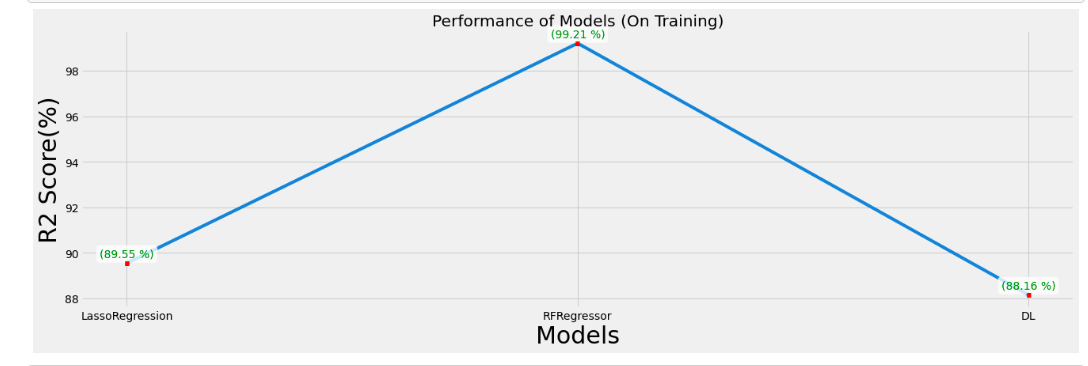 Performance of Models (On Training)
(99.21 %)
98
96
94
92
90
88
R2 Score(%)
(89.55 %)
(88.16 %)
LassoRegression
RFRegressor
DL
Models